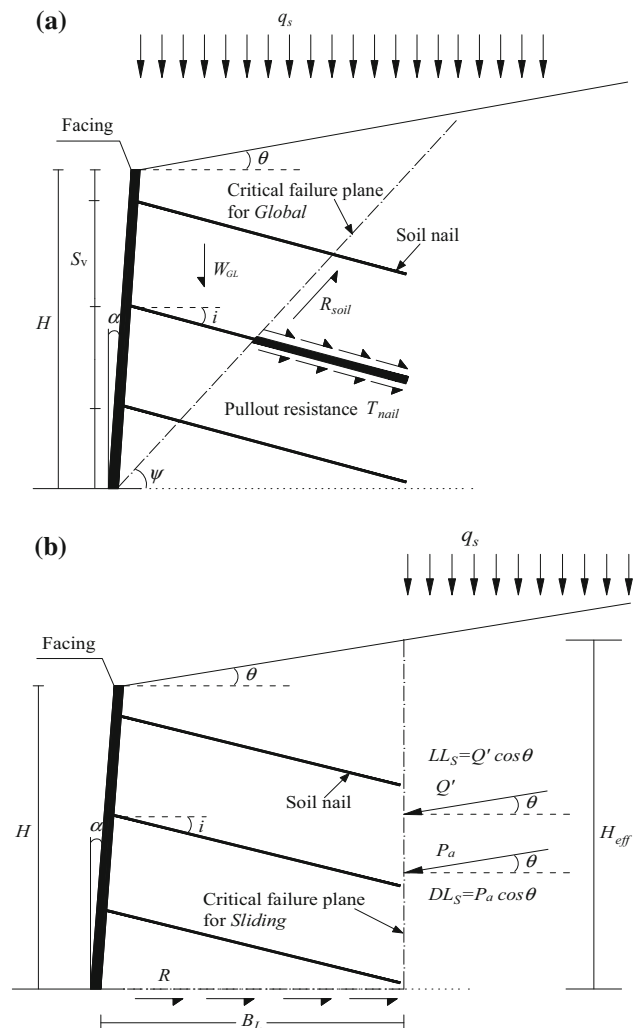 (a)
q_s
Facing
θ
Critical failure plane
for Global
Soil nail
S_v
W_GL
R_soil
H
α
i
Pullout resistance T_nail
ψ
(b)
q_s
Facing
θ
LL_S=Q' cosθ
Soil nail
Q'
θ
H
α
i
H_eff
P_a
θ
Critical failure plane
for Sliding
DL_S=P_a cosθ
R
B_L